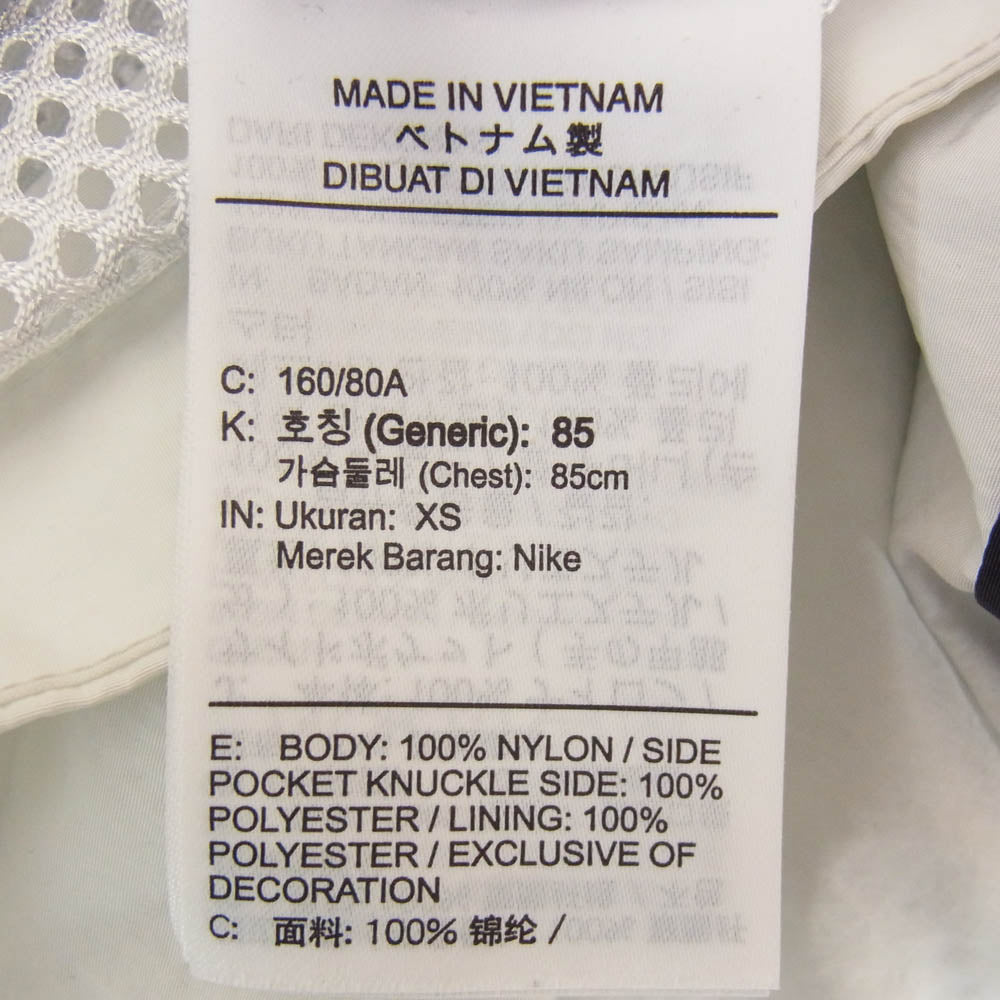 MADE IN VIETNAM
ベトナム製
DIBUAT DI VIETNAM
C: 160/80A
K: 호칭 (Generic): 85
가슴둘레 (Chest): 85cm
IN: Ukuran: XS
Merek Barang: Nike
E: BODY: 100% NYLON / SIDE
POCKET KNUCKLE SIDE: 100%
POLYESTER / LINING: 100%
POLYESTER / EXCLUSIVE OF
DECORATION
C: 面料: 100% 锦纶 /